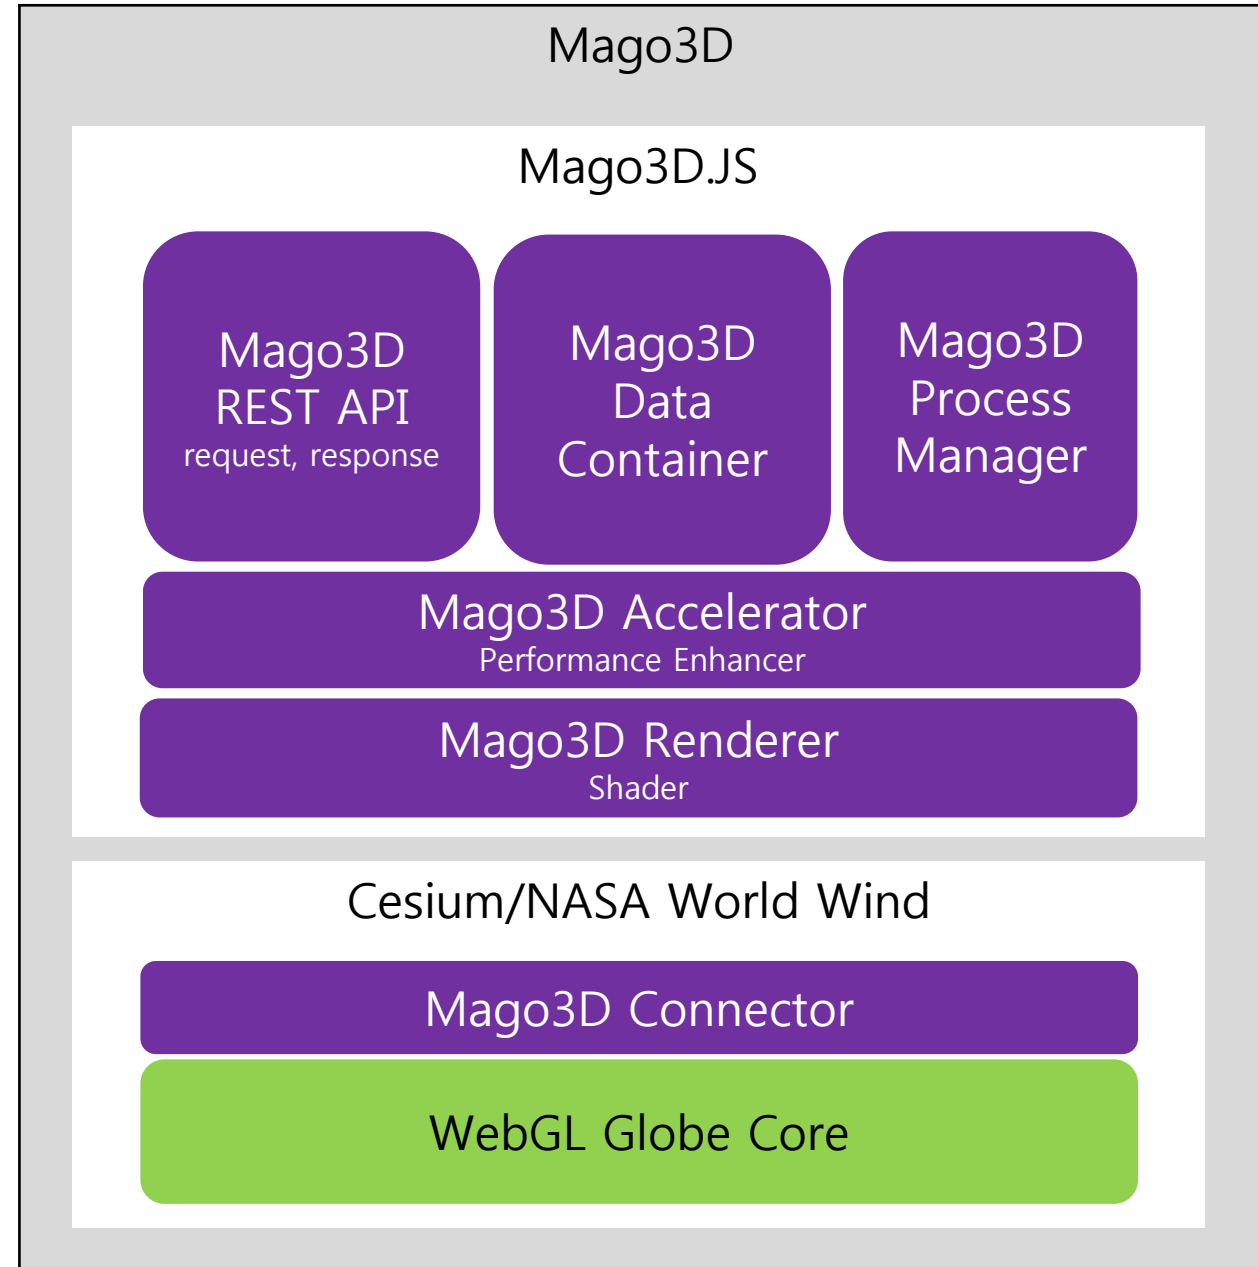 Mago3D
Mago3D.JS
Mago3D
REST API
request, response
Mago3D
Data
Container
Mago3D
Process
Manager
Mago3D Accelerator
Performance Enhancer
Mago3D Renderer
Shader
Cesium/NASA World Wind
Mago3D Connector
WebGL Globe Core